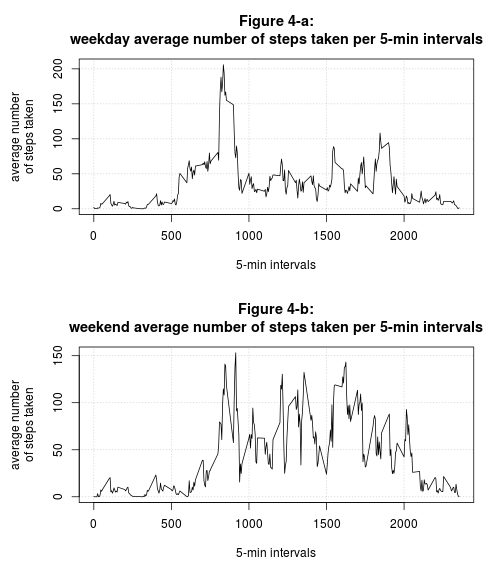 Figure 4-a:
weekday average number of steps taken per 5-min intervals
average number
of steps taken
200
150
100
50
0
0 500 1000 1500 2000
5-min intervals
Figure 4-b:
weekend average number of steps taken per 5-min intervals
average number
of steps taken
150
100
50
0
0 500 1000 1500 2000
5-min intervals